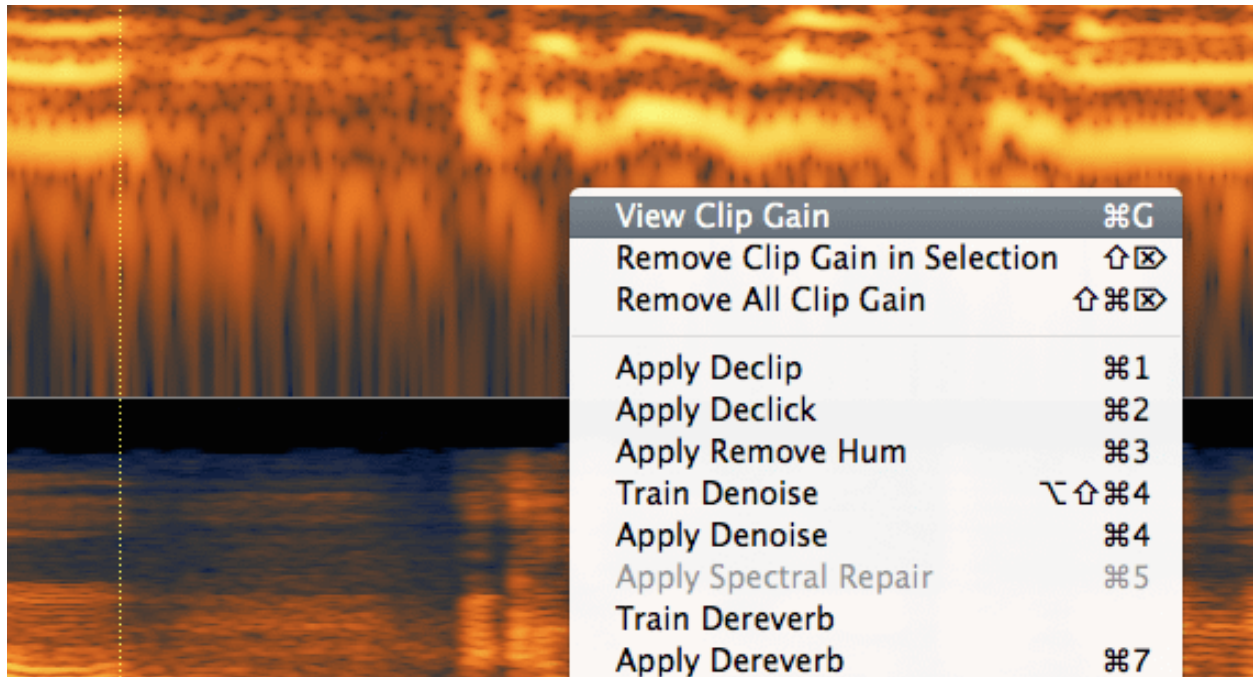 View Clip Gain ⌘G
Remove Clip Gain in Selection ⇧⌦
Remove All Clip Gain ⇧⌘⌦
Apply Declip ⌘1
Apply Declick ⌘2
Apply Remove Hum ⌘3
Train Denoise ⌥⇧⌘4
Apply Denoise ⌘4
Apply Spectral Repair ⌘5
Train Dereverb
Apply Dereverb ⌘7